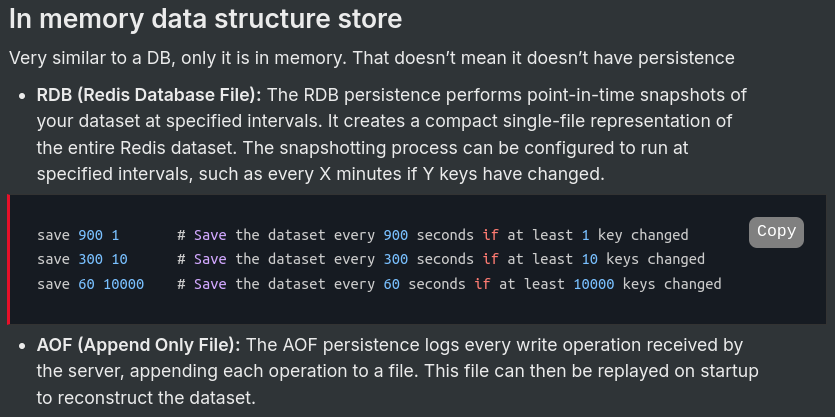 In memory data structure store
Very similar to a DB, only it is in memory. That doesn't mean it doesn't have persistence
• RDB (Redis Database File): The RDB persistence performs point-in-time snapshots of
your dataset at specified intervals. It creates a compact single-file representation of
the entire Redis dataset. The snapshotting process can be configured to run at
specified intervals, such as every X minutes if Y keys have changed.
Copy
save 900 1 # Save the dataset every 900 seconds if at least 1 key changed
save 300 10 # Save the dataset every 300 seconds if at least 10 keys changed
save 60 10000 # Save the dataset every 60 seconds if at least 10000 keys changed
• AOF (Append Only File): The AOF persistence logs every write operation received by
the server, appending each operation to a file. This file can then be replayed on startup
to reconstruct the dataset.